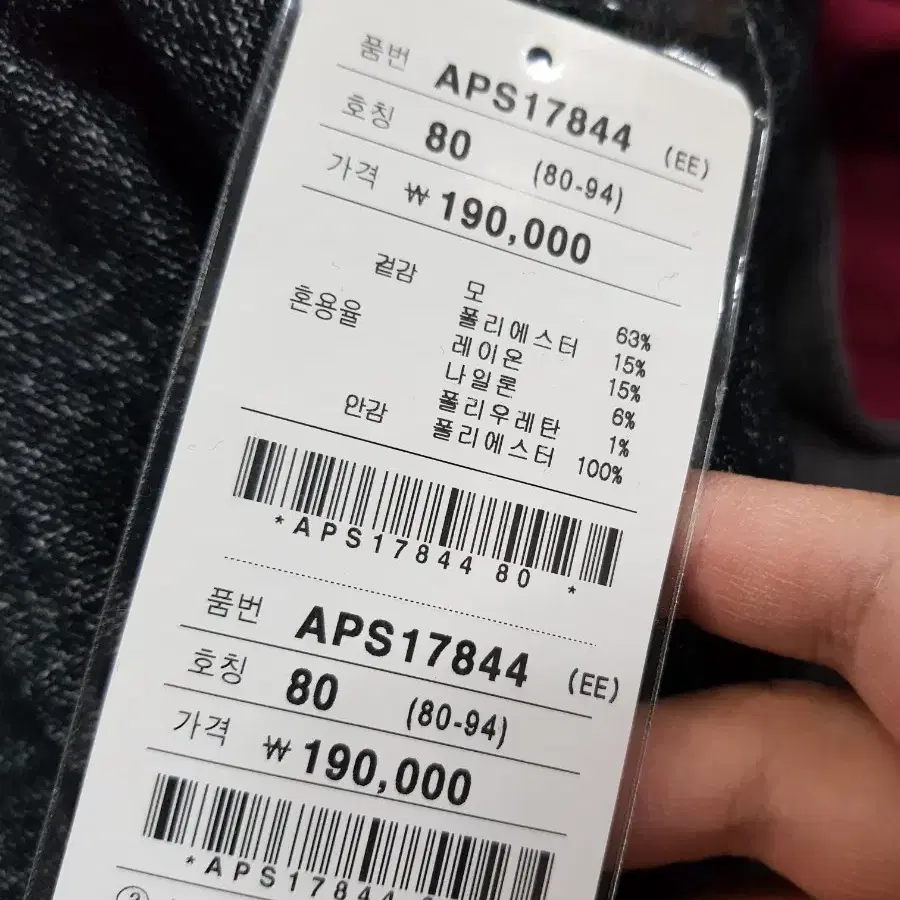 품번 APS17844 (EE)
호칭 80 (80-94)
가격 ₩190,000
겉감 모 63%
혼용율 폴리에스터 15%
레이온 15%
나일론 6%
폴리우레탄 1%
안감 폴리에스터 100%
*APS17844 80 *
품번 APS17844 (EE)
호칭 80 (80-94)
가격 ₩190,000
*APS17844
②